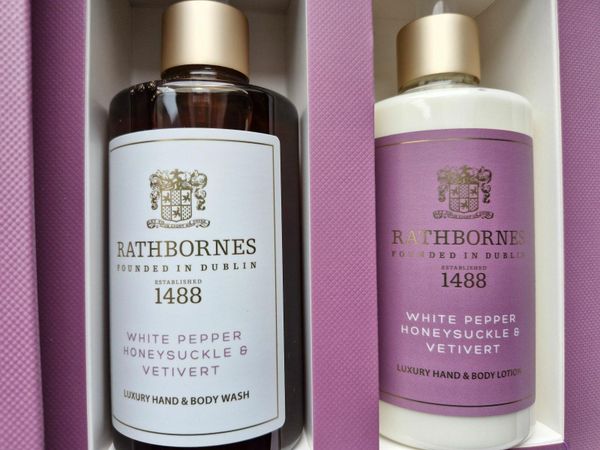 RATHBORNES
FOUNDED IN DUBLIN
ESTABLISHED
1488
WHITE PEPPER
HONEYSUCKLE &
VETIVERT
LUXURY HAND & BODY WASH
RATHBORNES
FOUNDED IN DUBLIN
ESTABLISHED
1488
WHITE PEPPER
HONEYSUCKLE &
VETIVERT
LUXURY HAND & BODY LOTION